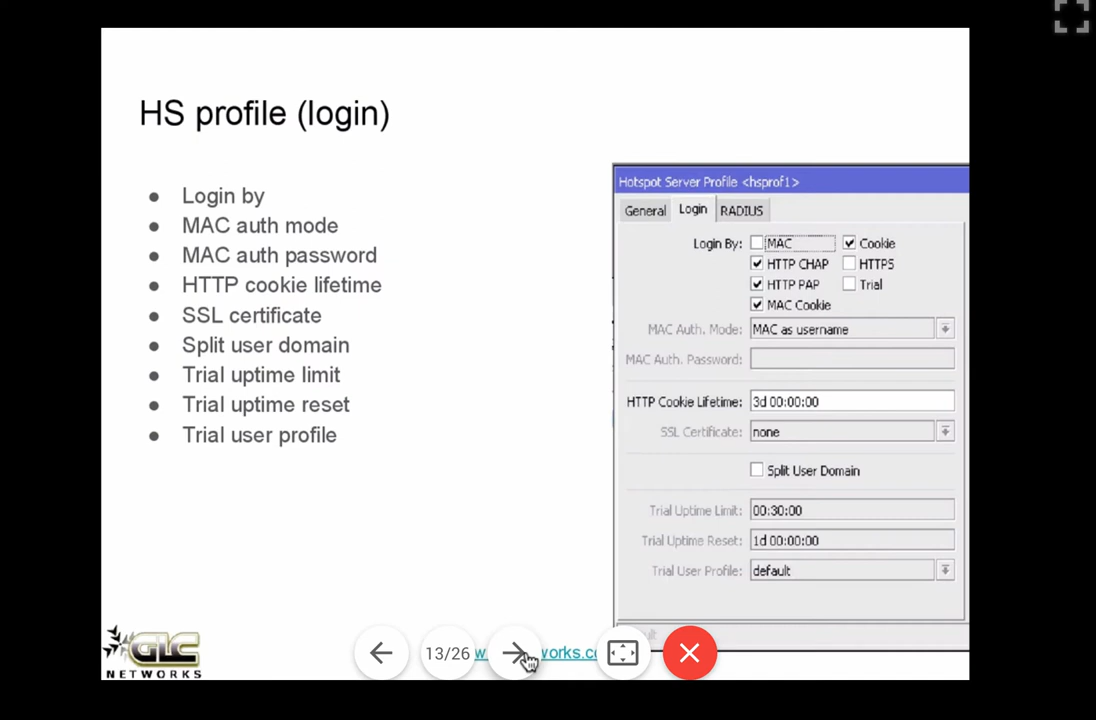 HS profile (login)
● Login by
● MAC auth mode
● MAC auth password
● HTTP cookie lifetime
● SSL certificate
● Split user domain
● Trial uptime limit
● Trial uptime reset
● Trial user profile
Hotspot Server Profile <hsprof1>
General Login RADIUS
Login By: MAC Cookie
HTTP CHAP HTTPS
HTTP PAP Trial
MAC Cookie
MAC Auth. Mode: MAC as username
MAC Auth. Password:
HTTP Cookie Lifetime: 3d 00:00:00
SSL Certificate: none
Split User Domain
Trial Uptime Limit: 00:30:00
Trial Uptime Reset: 1d 00:00:00
Trial User Profile: default
GLC
NETWORKS
13/26